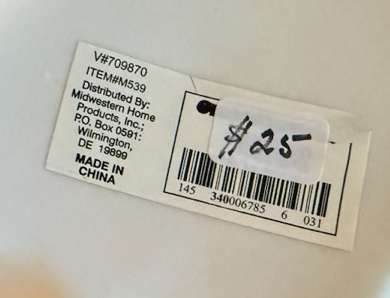 V#709870
ITEM#M539
Distributed By:
Midwestern Home
Products, Inc.;
P.O. Box 0591:
Wilmington,
DE 19899
MADE IN
CHINA
$25
145 340006785 6 031